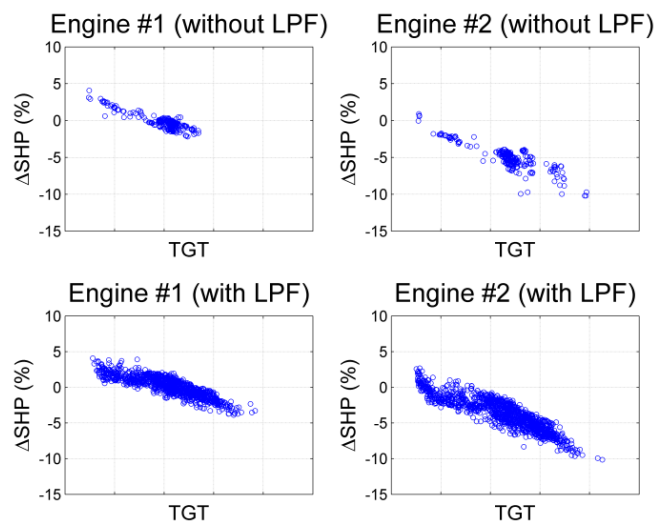 Engine #1 (without LPF)
10
5
0
-5
-10
-15
ΔSHP (%)
TGT
Engine #2 (without LPF)
10
5
0
-5
-10
-15
ΔSHP (%)
TGT
Engine #1 (with LPF)
10
5
0
-5
-10
-15
ΔSHP (%)
TGT
Engine #2 (with LPF)
10
5
0
-5
-10
-15
ΔSHP (%)
TGT